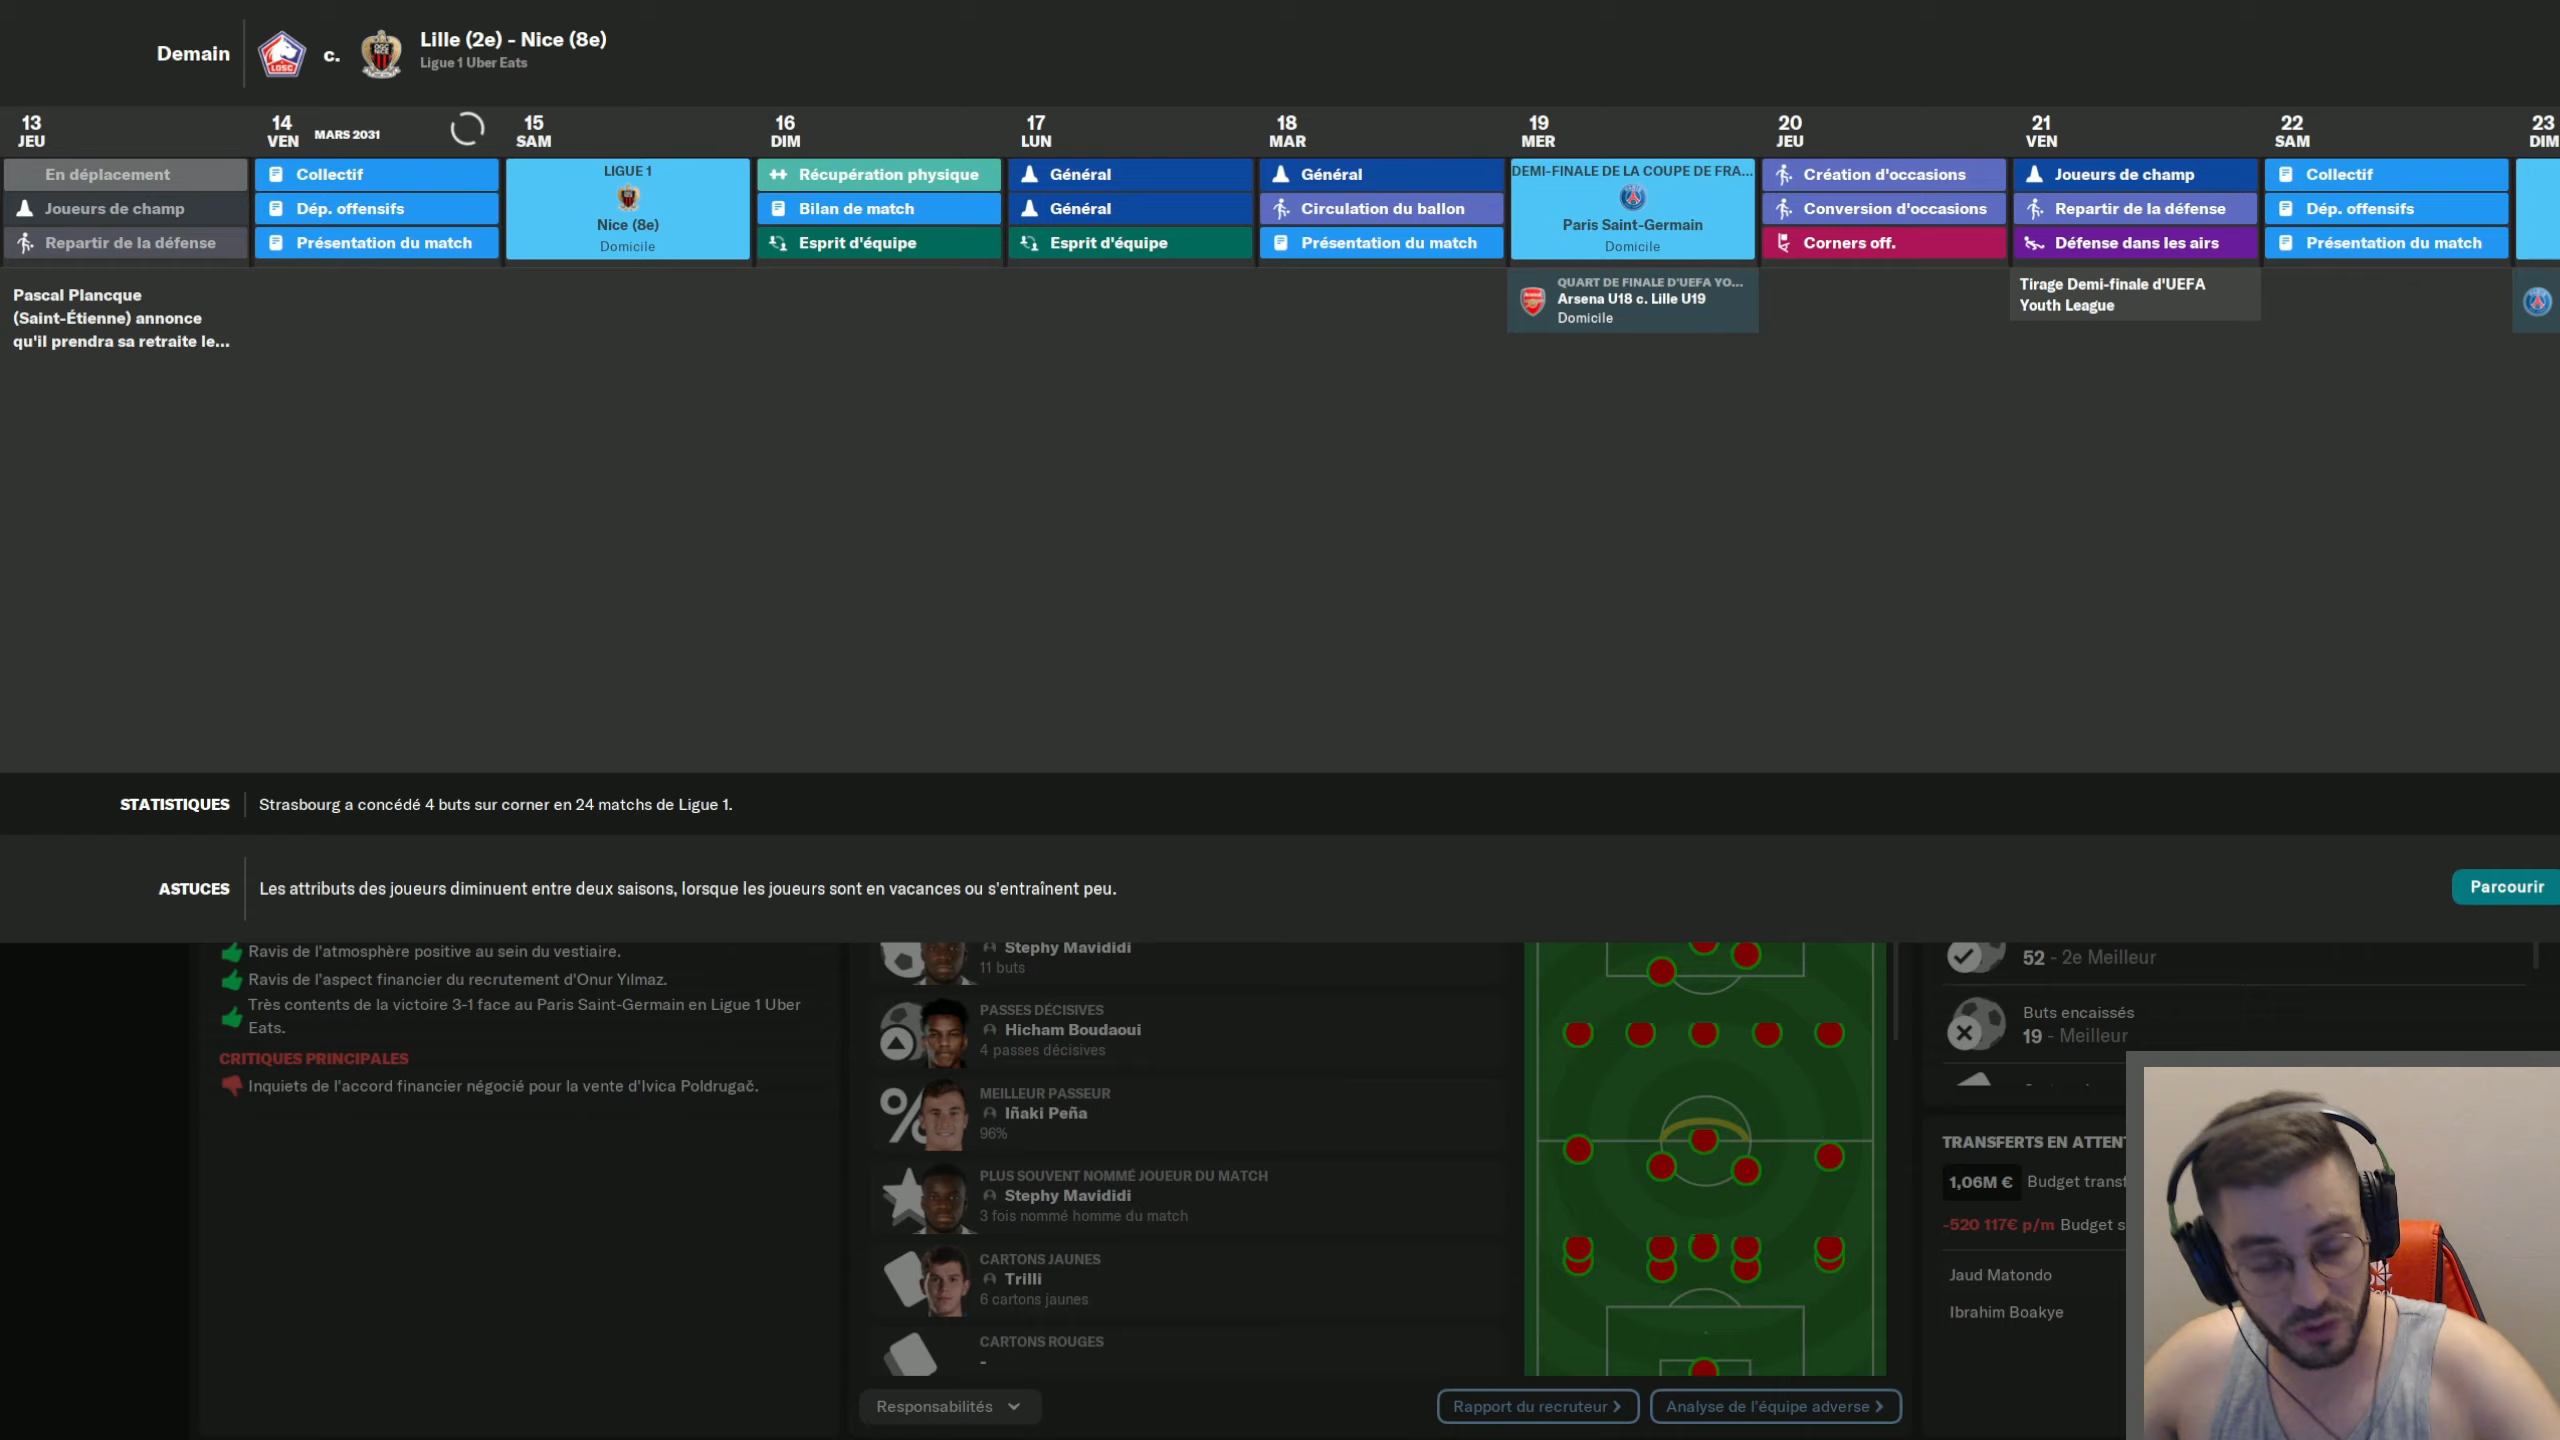 Demain
c.
Lille (2e) - Nice (8e)
Ligue 1 Uber Eats
13
JEU
14
VEN
MARS 2031
15
SAM
16
DIM
17
LUN
18
MAR
19
MER
20
JEU
21
VEN
22
SAM
23
DIM
En déplacement
Joueurs de champ
Repartir de la défense
Collectif
Dép. offensifs
Présentation du match
LIGUE 1
Nice (8e)
Domicile
Récupération physique
Bilan de match
Esprit d'équipe
Général
Général
Esprit d'équipe
Général
Circulation du ballon
Présentation du match
DEMI-FINALE DE LA COUPE DE FRA...
Paris Saint-Germain
Domicile
Création d'occasions
Conversion d'occasions
Corners off.
Joueurs de champ
Repartir de la défense
Défense dans les airs
Collectif
Dép. offensifs
Présentation du match
Pascal Plancque
(Saint-Étienne) annonce
qu'il prendra sa retraite le...
QUART DE FINALE D'UEFA YO...
Arsena U18 c. Lille U19
Domicile
Tirage Demi-finale d'UEFA
Youth League
STATISTIQUES
Strasbourg a concédé 4 buts sur corner en 24 matchs de Ligue 1.
ASTUCES
Les attributs des joueurs diminuent entre deux saisons, lorsque les joueurs sont en vacances ou s'entraînent peu.
Parcourir
Ravis de l'atmosphère positive au sein du vestiaire.
Ravis de l'aspect financier du recrutement d'Onur Yılmaz.
Très contents de la victoire 3-1 face au Paris Saint-Germain en Ligue 1 Uber
Eats.
CRITIQUES PRINCIPALES
Inquiets de l'accord financier négocié pour la vente d'Ivica Poldrugač.
Stephy Mavididi
11 buts
PASSES DÉCISIVES
Hicham Boudaoui
4 passes décisives
MEILLEUR PASSEUR
Iñaki Peña
96%
PLUS SOUVENT NOMMÉ JOUEUR DU MATCH
Stephy Mavididi
3 fois nommé homme du match
CARTONS JAUNES
Trilli
6 cartons jaunes
CARTONS ROUGES
-
Responsabilités
Rapport du recruteur
Analyse de l'équipe adverse
52 - 2e Meilleur
Buts encaissés
19 - Meilleur
TRANSFERTS EN ATTENT
1,06M € Budget transf
-520 117€ p/m Budget s
Jaud Matondo
Ibrahim Boakye